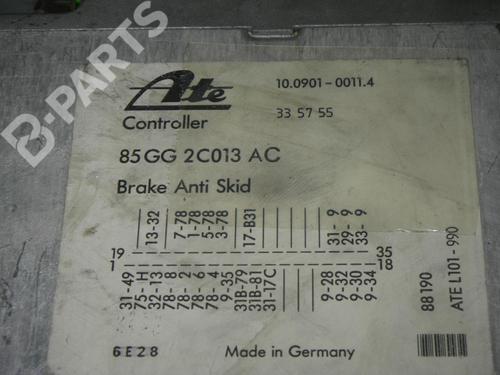 B-PARTS
Ate
10.0901-0011.4
Controller
33 57 55
85GG 2C013 AC
Brake Anti Skid
13-32
7-78
1-78
5-78
3-78
17-B31
31-9
29-9
33-9
19
35
1
18
31-49
75-H
32-13
78-8
78-2
78-6
78-4
9-35
31B-79
31B-81
31-17C
9-28
9-32
9-30
9-34
88190
ATE L101-990
6E28
Made in Germany